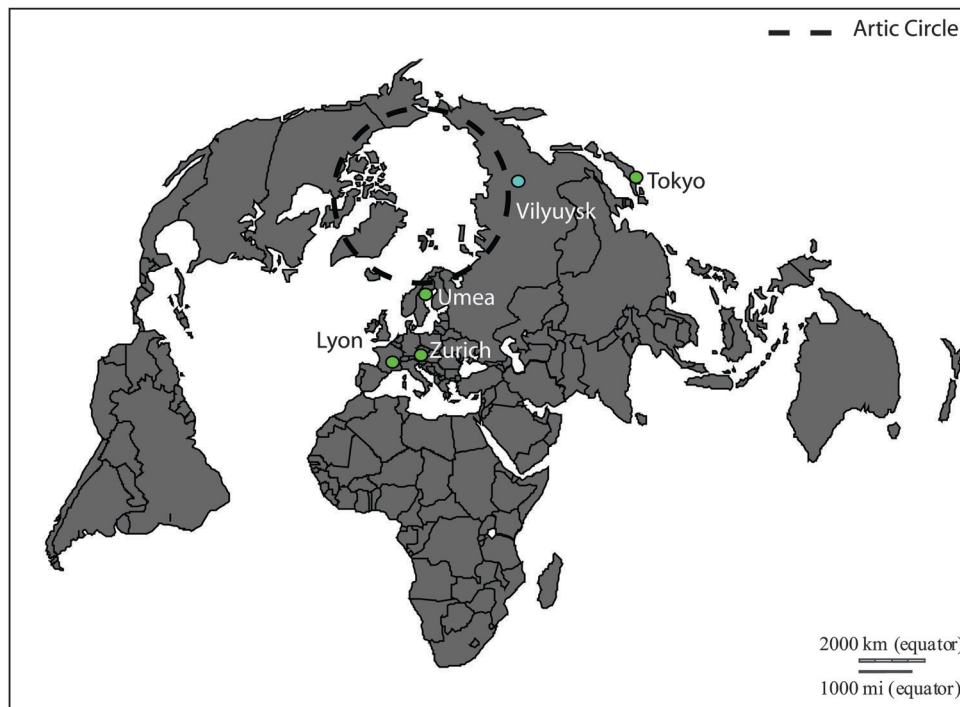 Artic Circle
Tokyo
Vilyuysk
Umea
Lyon
Zurich
2000 km (equator)
1000 mi (equator)